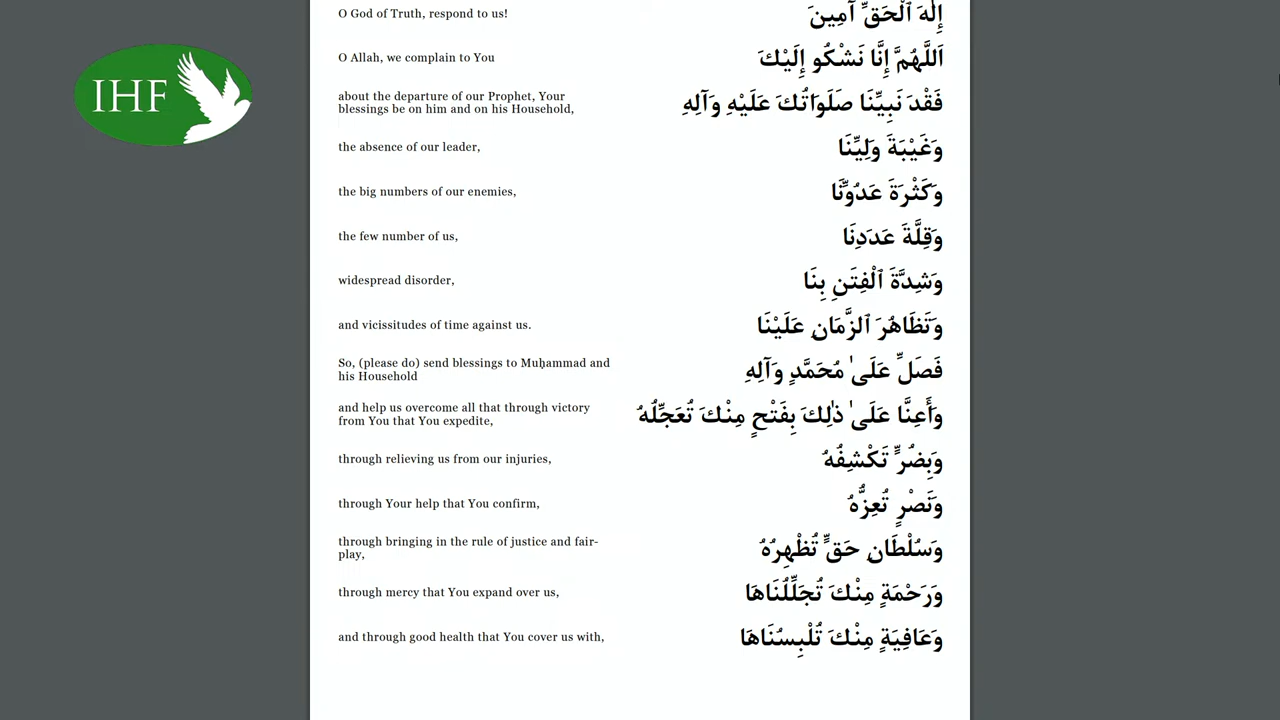 IHF
O God of Truth, respond to us!
إِلٰهَ ٱلْحَقِّ آمِينَ
O Allah, we complain to You
اَللَّهُمَّ إِنَّا نَشْكُو إِلَيْكَ
about the departure of our Prophet, Your
blessings be on him and on his Household,
فَقْدَ نَبِيِّنَا صَلَوَاتُكَ عَلَيْهِ وَآلِهِ
the absence of our leader,
وَغَيْبَةَ وَلِيِّنَا
the big numbers of our enemies,
وَكَثْرَةَ عَدُوِّنَا
the few number of us,
وَقِلَّةَ عَدَدِنَا
widespread disorder,
وَشِدَّةَ ٱلْفِتَنِ بِنَا
and vicissitudes of time against us.
وَتَظَاهُرَ ٱلزَّمَانِ عَلَيْنَا
So, (please do) send blessings to Muḥammad and
his Household
فَصَلِّ عَلَىٰ مُحَمَّدٍ وَآلِهِ
and help us overcome all that through victory
from You that You expedite,
وَأَعِنَّا عَلَىٰ ذٰلِكَ بِفَتْحٍ مِنْكَ تُعَجِّلُهُ
through relieving us from our injuries,
وَبِضُرٍّ تَكْشِفُهُ
through Your help that You confirm,
وَنَصْرٍ تُعِزُّهُ
through bringing in the rule of justice and fair-
play,
وَسُلْطَانِ حَقٍّ تُظْهِرُهُ
through mercy that You expand over us,
وَرَحْمَةٍ مِنْكَ تُجَلِّلُنَاهَا
and through good health that You cover us with,
وَعَافِيَةٍ مِنْكَ تُلْبِسُنَاهَا